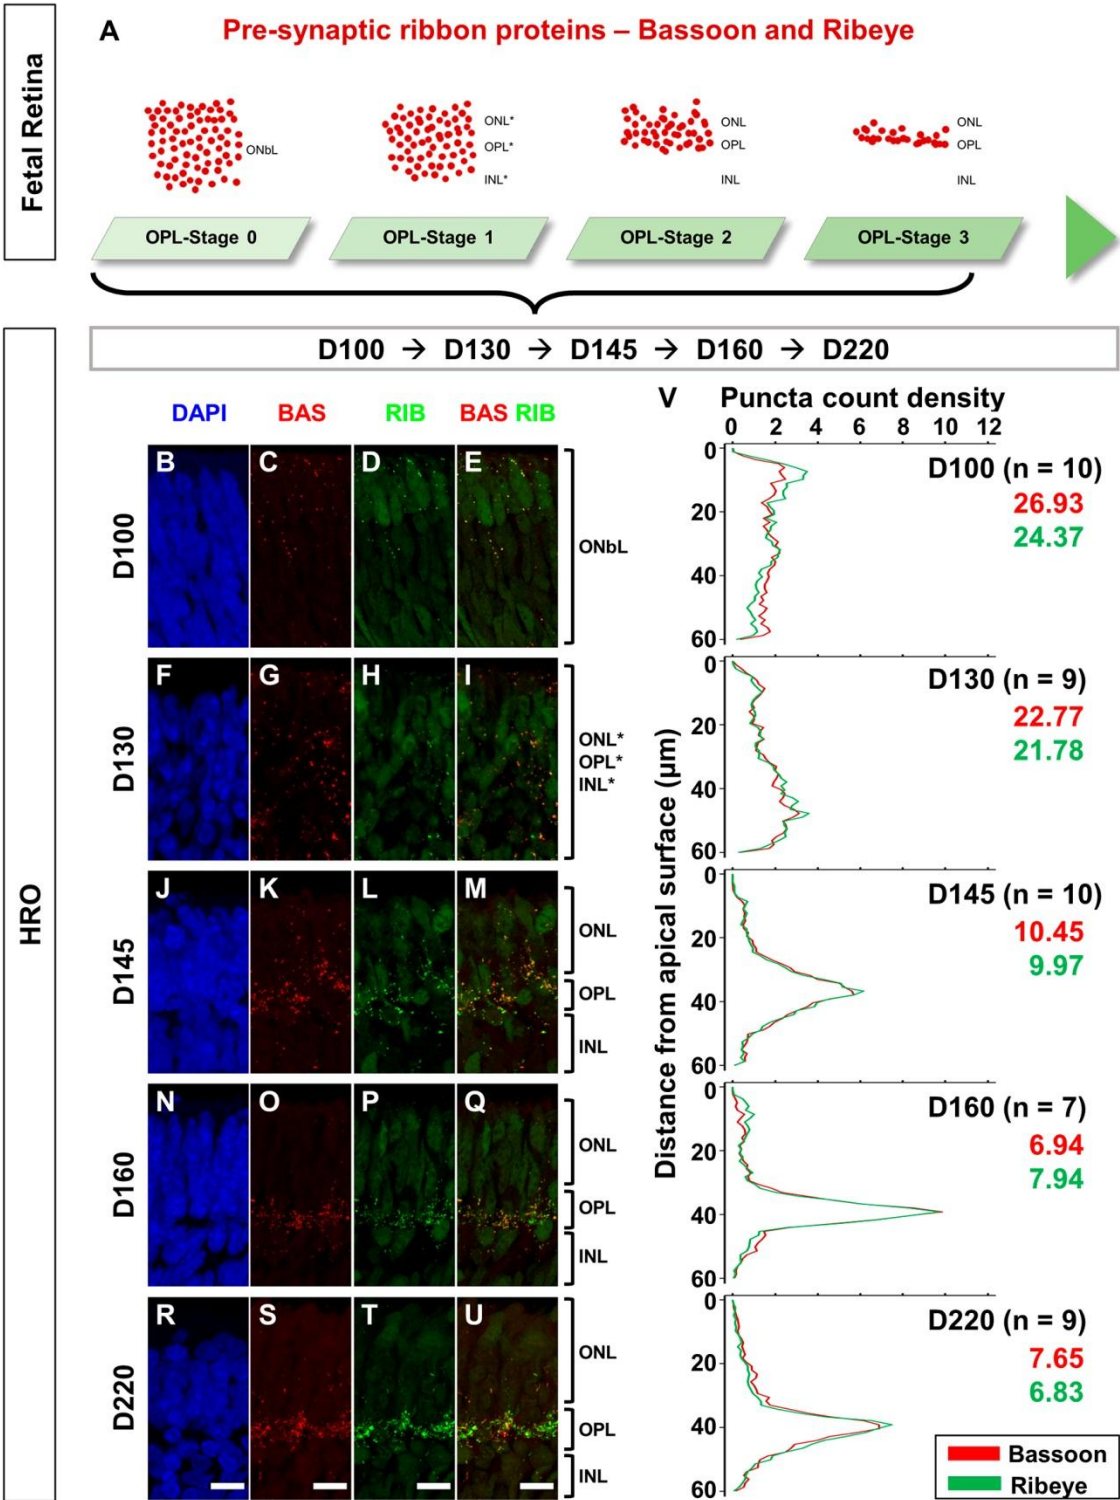 Fetal Retina
A
Pre-synaptic ribbon proteins – Bassoon and Ribeye
ONbL
ONL*
OPL*
INL*
ONL
OPL
INL
ONL
OPL
INL
OPL-Stage 0
OPL-Stage 1
OPL-Stage 2
OPL-Stage 3
HRO
D100 → D130 → D145 → D160 → D220
DAPI BAS RIB BAS RIB
D100
B C D E
ONbL
D130
F G H I
ONL*
OPL*
INL*
D145
J K L M
ONL
OPL
INL
D160
N O P Q
ONL
OPL
INL
D220
R S T U
ONL
OPL
INL
V Puncta count density
0 2 4 6 8 10 12
Distance from apical surface (µm)
0
20
40
60
D100 (n = 10)
26.93
24.37
0
20
40
60
D130 (n = 9)
22.77
21.78
0
20
40
60
D145 (n = 10)
10.45
9.97
0
20
40
60
D160 (n = 7)
6.94
7.94
0
20
40
60
D220 (n = 9)
7.65
6.83
Bassoon
Ribeye